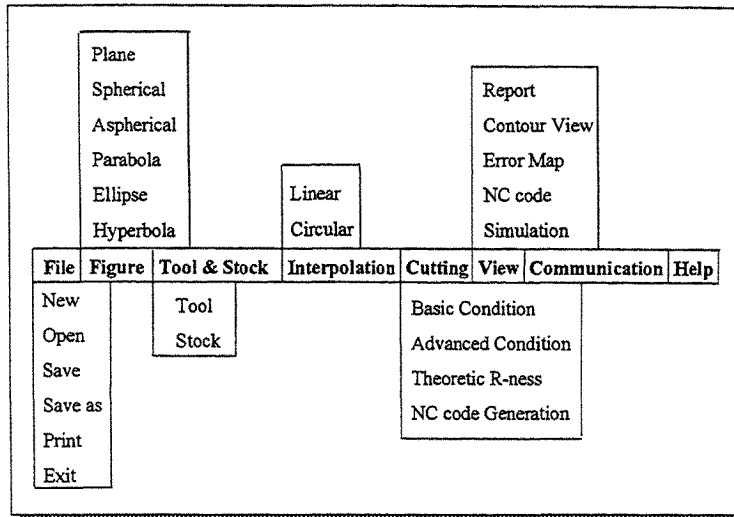 Plane
Spherical
Aspherical
Parabola
Ellipse
Hyperbola
Linear
Circular
Report
Contour View
Error Map
NC code
Simulation
File Figure Tool & Stock Interpolation Cutting View Communication Help
New
Open
Save
Save as
Print
Exit
Tool
Stock
Basic Condition
Advanced Condition
Theoretic R-ness
NC code Generation